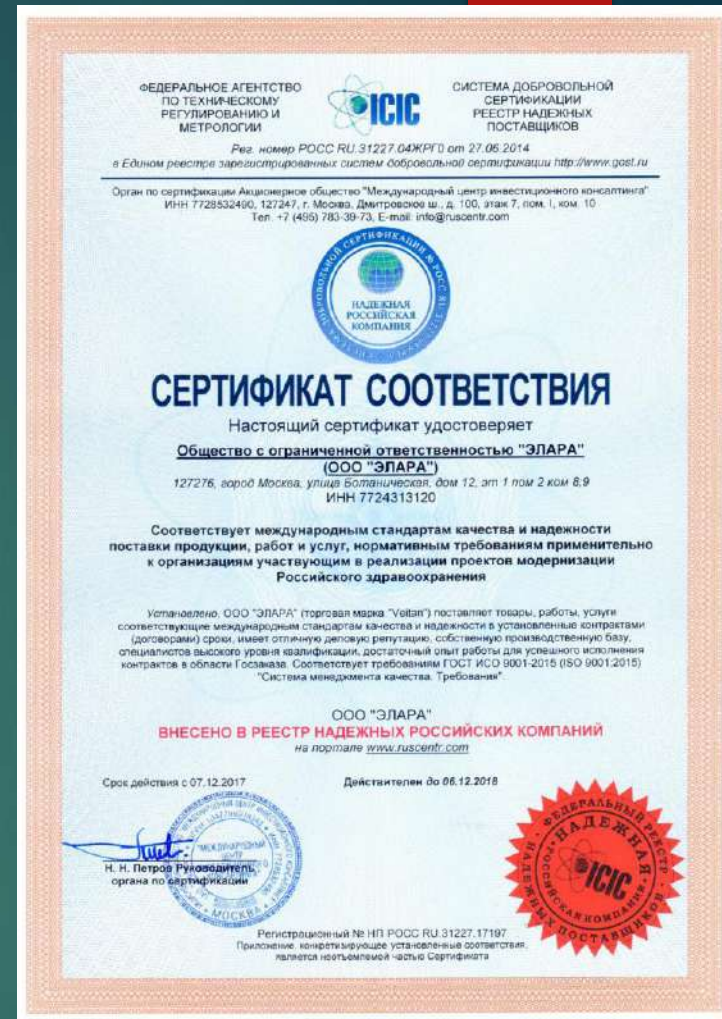 ФЕДЕРАЛЬНОЕ АГЕНТСТВО
ПО ТЕХНИЧЕСКОМУ
РЕГУЛИРОВАНИЮ И
МЕТРОЛОГИИ
ICIC
СИСТЕМА ДОБРОВОЛЬНОЙ
СЕРТИФИКАЦИИ
РЕЕСТР НАДЕЖНЫХ
ПОСТАВЩИКОВ
Рег. номер РОСС RU.31227.04ЖРГ0 от 27.06.2014
в Едином реестре зарегистрированных систем добровольной сертификации http://www.gost.ru
Орган по сертификации Акционерное общество "Международный центр инвестиционного консалтинга"
ИНН 7728532490, 127247, г. Москва, Дмитровское ш., д. 100, этаж 7, пом. I, ком. 10
Тел. +7 (495) 783-39-73, E-mail: info@ruscentr.com
НАДЕЖНАЯ
РОССИЙСКАЯ
КОМПАНИЯ
СЕРТИФИКАТ СООТВЕТСТВИЯ
Настоящий сертификат удостоверяет
Общество с ограниченной ответственностью "ЭЛАРА"
(ООО "ЭЛАРА")
127276, город Москва, улица Ботаническая, дом 12, эт 1 пом 2 ком 8;9
ИНН 7724313120
Соответствует международным стандартам качества и надежности
поставки продукции, работ и услуг, нормативным требованиям применительно
к организациям участвующим в реализации проектов модернизации
Российского здравоохранения
Установлено: ООО "ЭЛАРА" (торговая марка "Veitan") поставляет товары, работы, услуги
соответствующие международным стандартам качества и надежности в установленные контрактами
(договорами) сроки, имеет отличную деловую репутацию, собственную производственную базу,
специалистов высокого уровня квалификации, достаточный опыт работы для успешного исполнения
контрактов в области Госзаказа. Соответствует требованиям ГОСТ ИСО 9001-2015 (ISO 9001:2015)
"Система менеджмента качества. Требования".
ООО "ЭЛАРА"
ВНЕСЕНО В РЕЕСТР НАДЕЖНЫХ РОССИЙСКИХ КОМПАНИЙ
на портале www.ruscentr.com
Срок действия с 07.12.2017
Действителен до 06.12.2018
Н. Н. Петров Руководитель
органа по сертификации
МОСКВА
ФЕДЕРАЛЬНЫЙ РЕЕСТР НАДЕЖНЫХ ПОСТАВЩИКОВ
НАДЕЖНАЯ РОССИЙСКАЯ КОМПАНИЯ
ICIC
Регистрационный № НП РОСС RU.31227.17197
Приложение, конкретизирующее установленные соответствия,
является неотъемлемой частью Сертификата